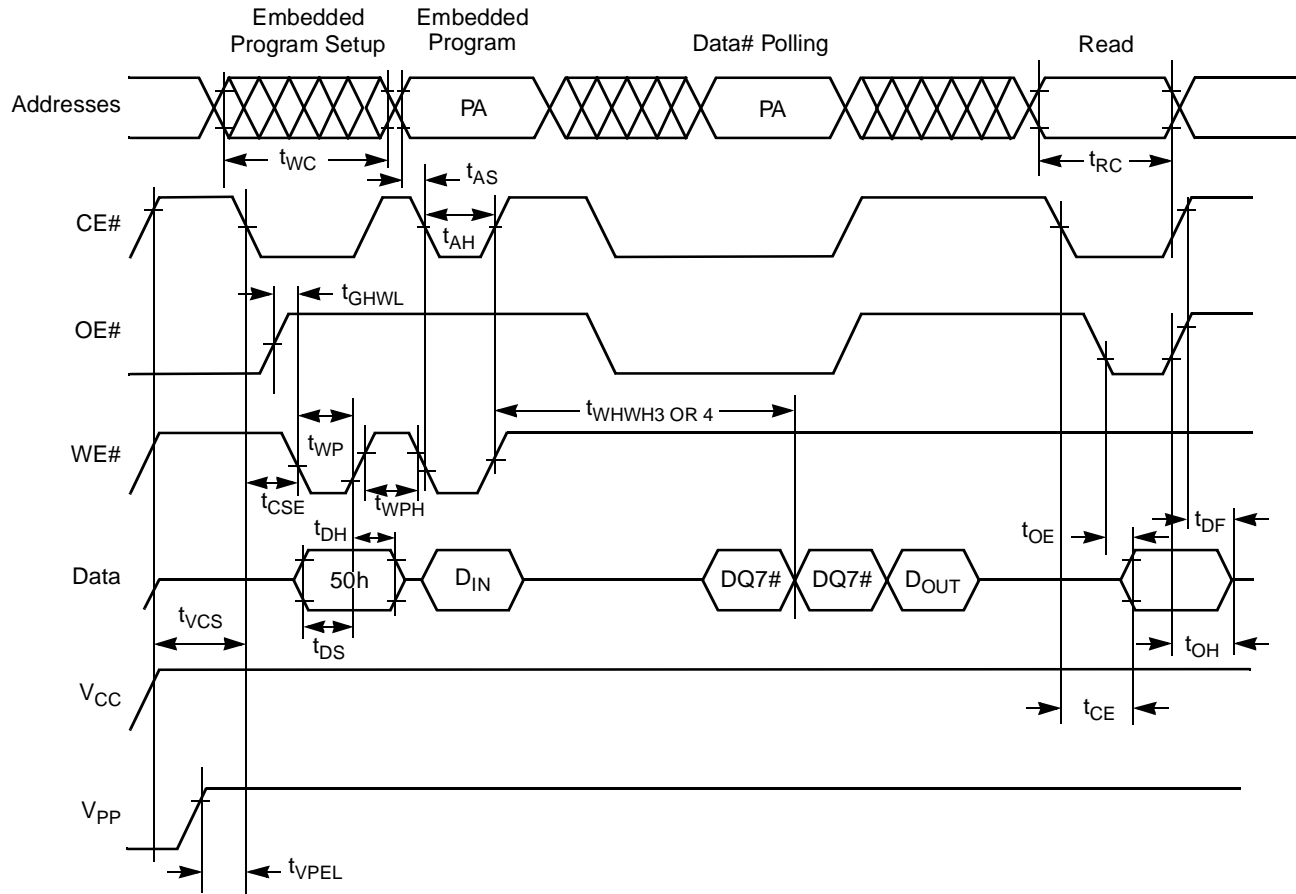 Embedded Program Setup
Embedded Program
Data# Polling
Read
Addresses
PA
PA
tWC
tAS
tRC
CE#
tAH
tGHWL
OE#
tWHWH3 OR 4
tWP
WE#
tCSE
tWPH
tDH
tOE
tDF
Data
50h
DIN
DQ7#
DQ7#
DOUT
tVCS
tDS
tOH
VCC
tCE
VPP
tVPEL